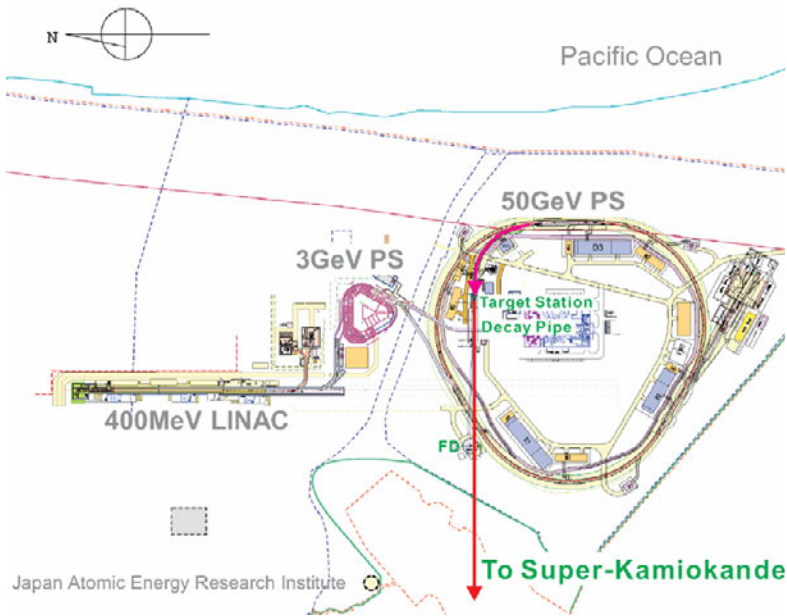 N
Pacific Ocean
50GeV PS
3GeV PS
D3
Target Station
Decay Pipe
400MeV LINAC
FD
To Super-Kamiokande
Japan Atomic Energy Research Institute